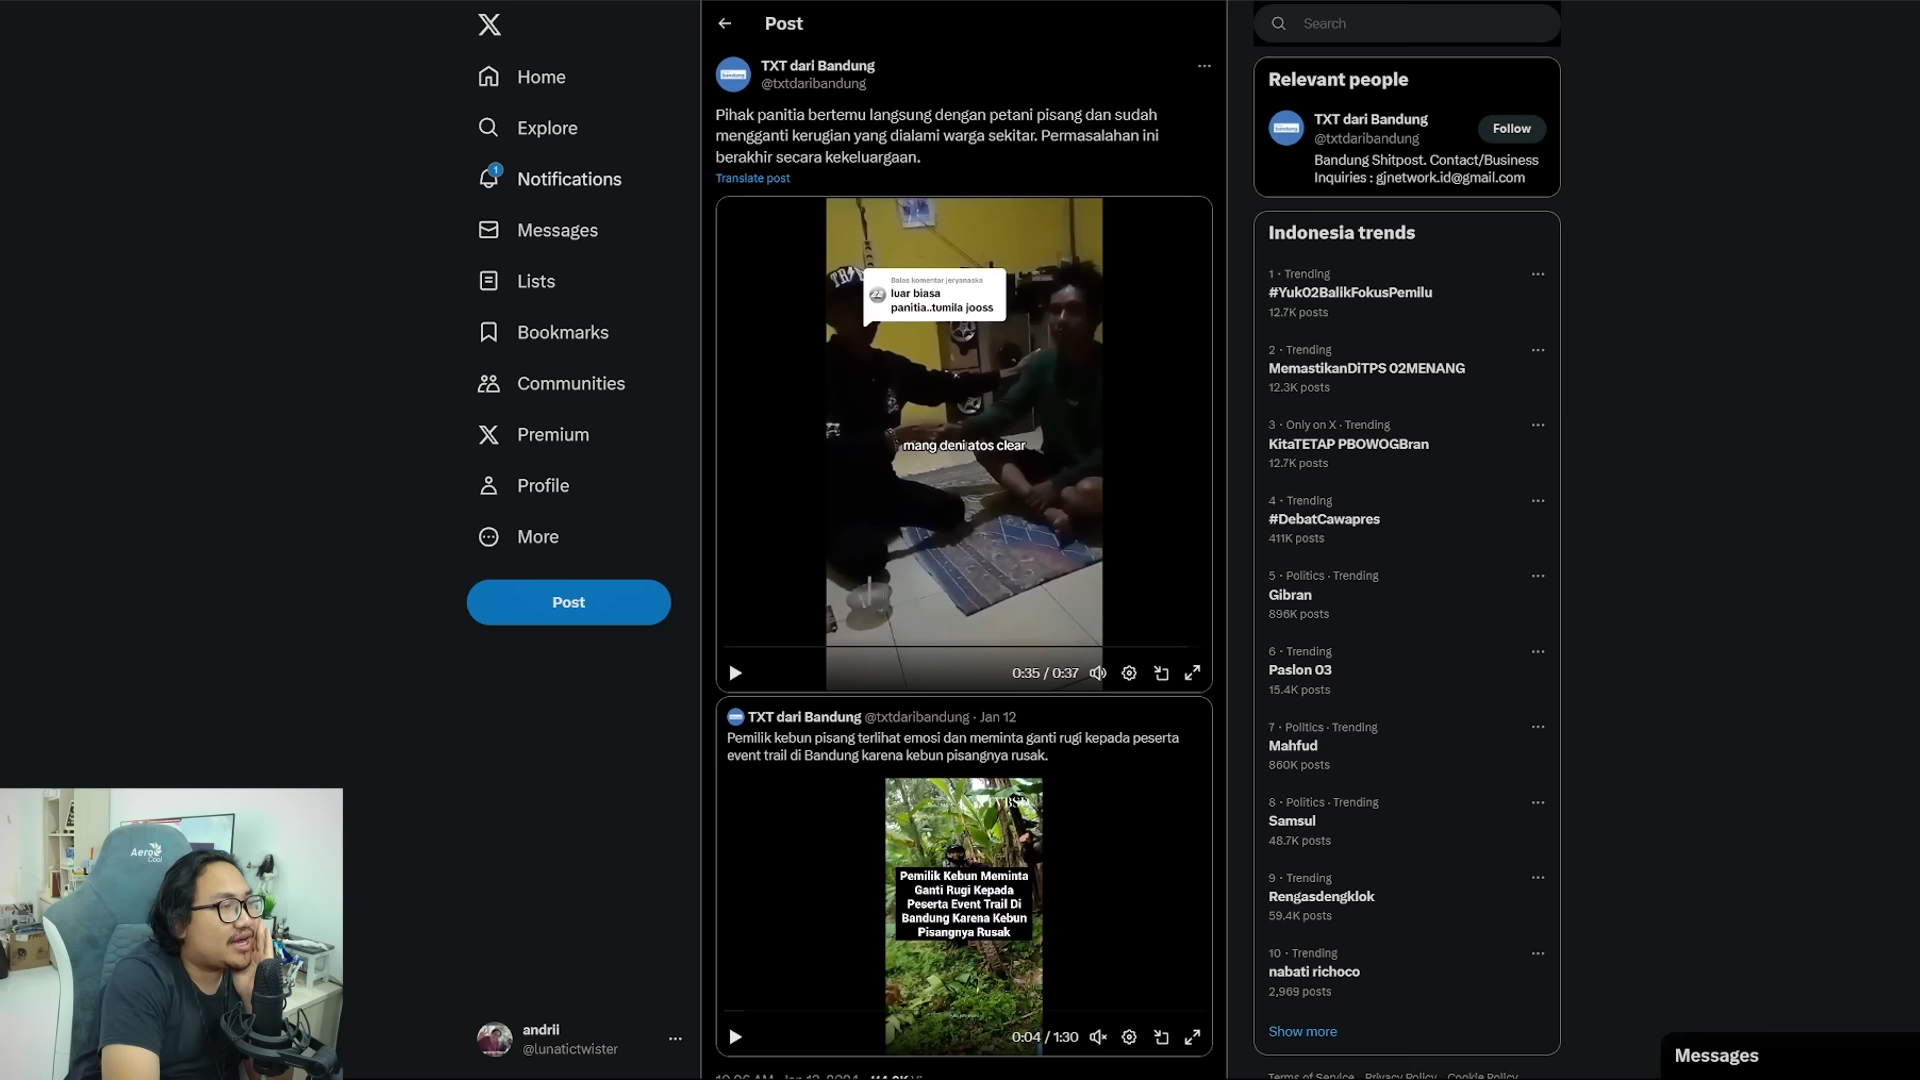 Home
Explore
1
Notifications
Messages
Lists
Bookmarks
Communities
Premium
Profile
More
Post
andrii
@lunatictwister
Post
TXT dari Bandung
@txtdaribandung
Pihak panitia bertemu langsung dengan petani pisang dan sudah
mengganti kerugian yang dialami warga sekitar. Permasalahan ini
berakhir secara kekeluargaan.
Translate post
Balas komentar jeryanaska
luar biasa
panitia..tumila jooss
mang deni atos clear
0:35 / 0:37
TXT dari Bandung @txtdaribandung · Jan 12
Pemilik kebun pisang terlihat emosi dan meminta ganti rugi kepada peserta
event trail di Bandung karena kebun pisangnya rusak.
Pemilik Kebun Meminta
Ganti Rugi Kepada
Peserta Event Trail Di
Bandung Karena Kebun
Pisangnya Rusak
0:04 / 1:30
Search
Relevant people
TXT dari Bandung
@txtdaribandung
Follow
Bandung Shitpost. Contact/Business
Inquiries : gjnetwork.id@gmail.com
Indonesia trends
1 · Trending
#Yuk02BalikFokusPemilu
12.7K posts
2 · Trending
MemastikanDiTPS 02MENANG
12.3K posts
3 · Only on X · Trending
KitaTETAP PBOWOGBran
12.7K posts
4 · Trending
#DebatCawapres
411K posts
5 · Politics · Trending
Gibran
896K posts
6 · Trending
Paslon 03
15.4K posts
7 · Politics · Trending
Mahfud
860K posts
8 · Politics · Trending
Samsul
48.7K posts
9 · Trending
Rengasdengklok
59.4K posts
10 · Trending
nabati richoco
2,969 posts
Show more
Terms of Service Privacy Policy Cookie Policy
Messages
Aero
Cool